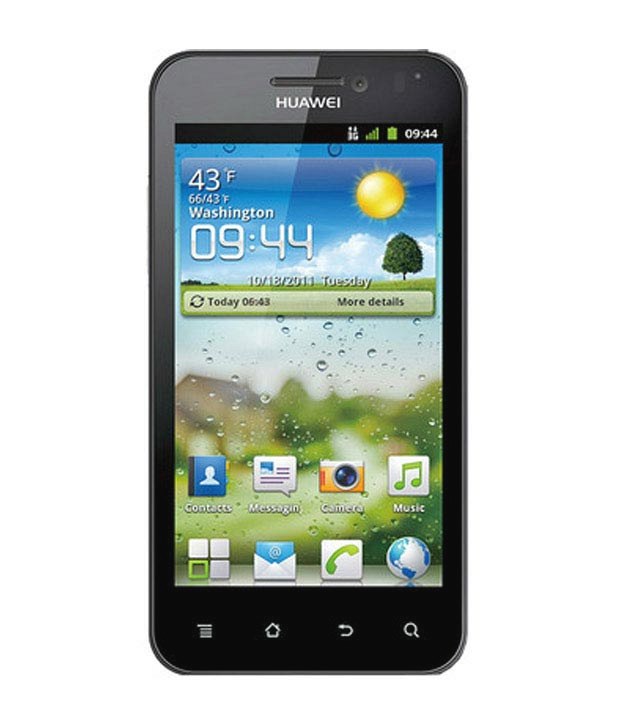 HUAWEI
09:44
43°F
66/43 °F
Washington
09:44
10/18/2011 Tuesday
Today 06:43 More details
Contacts Messagin Camera Music
@